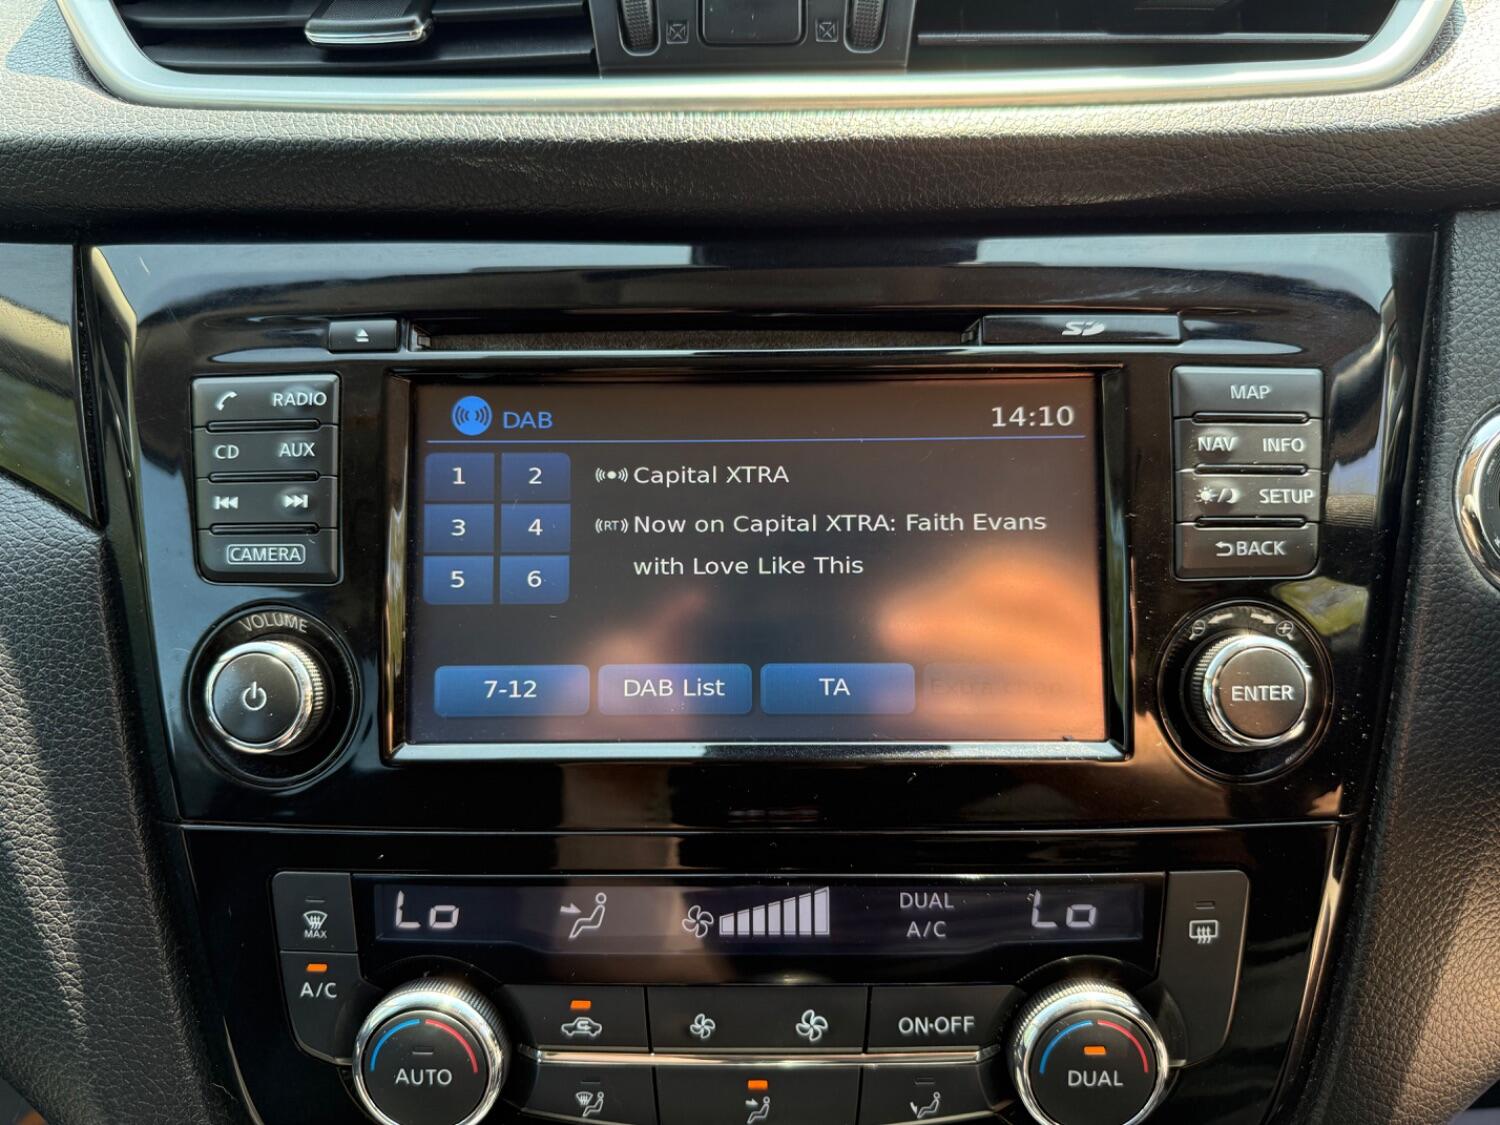 SD
RADIO
CD AUX
CAMERA
VOLUME
DAB
14:10
1 2
3 4
5 6
Capital XTRA
(RT) Now on Capital XTRA: Faith Evans
with Love Like This
7-12 DAB List TA
MAP
NAV INFO
SETUP
BACK
ENTER
MAX
Lo
DUAL
A/C
Lo
A/C
ON·OFF
AUTO
DUAL